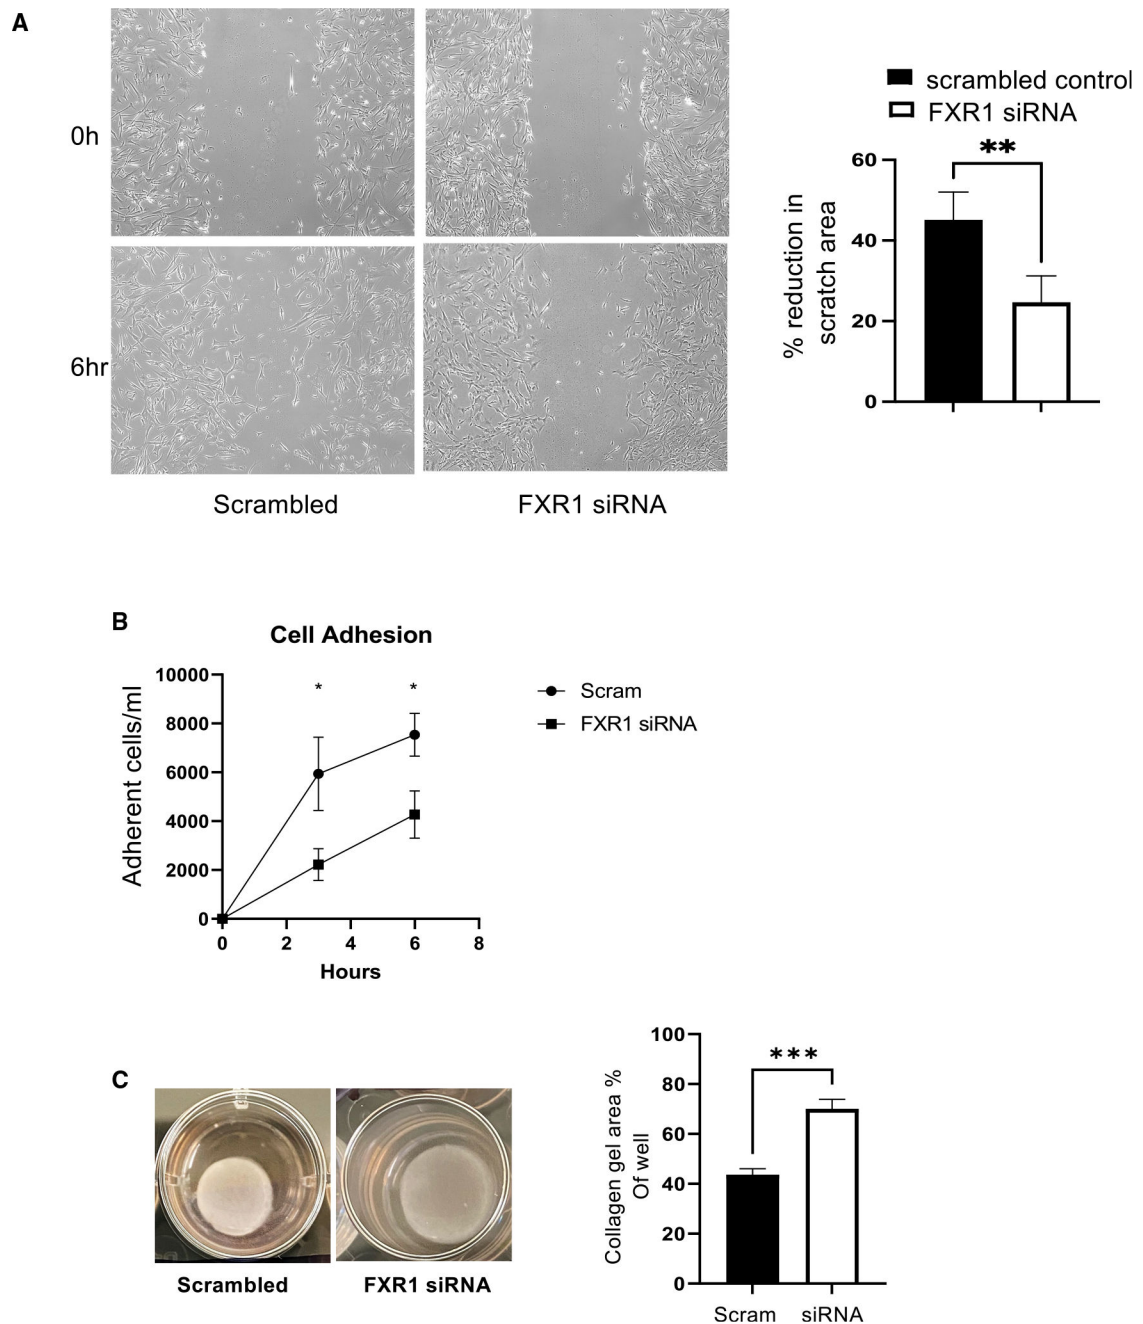 A
0h
6hr
Scrambled
FXR1 siRNA
scrambled control
FXR1 siRNA
**
60
40
20
0
% reduction in
scratch area
B
Cell Adhesion
10000
8000
6000
4000
2000
0
Adherent cells/ml
*
*
0
2
4
6
8
Hours
Scram
FXR1 siRNA
C
Scrambled
FXR1 siRNA
100
80
60
40
20
0
Collagen gel area %
Of well
***
Scram
siRNA